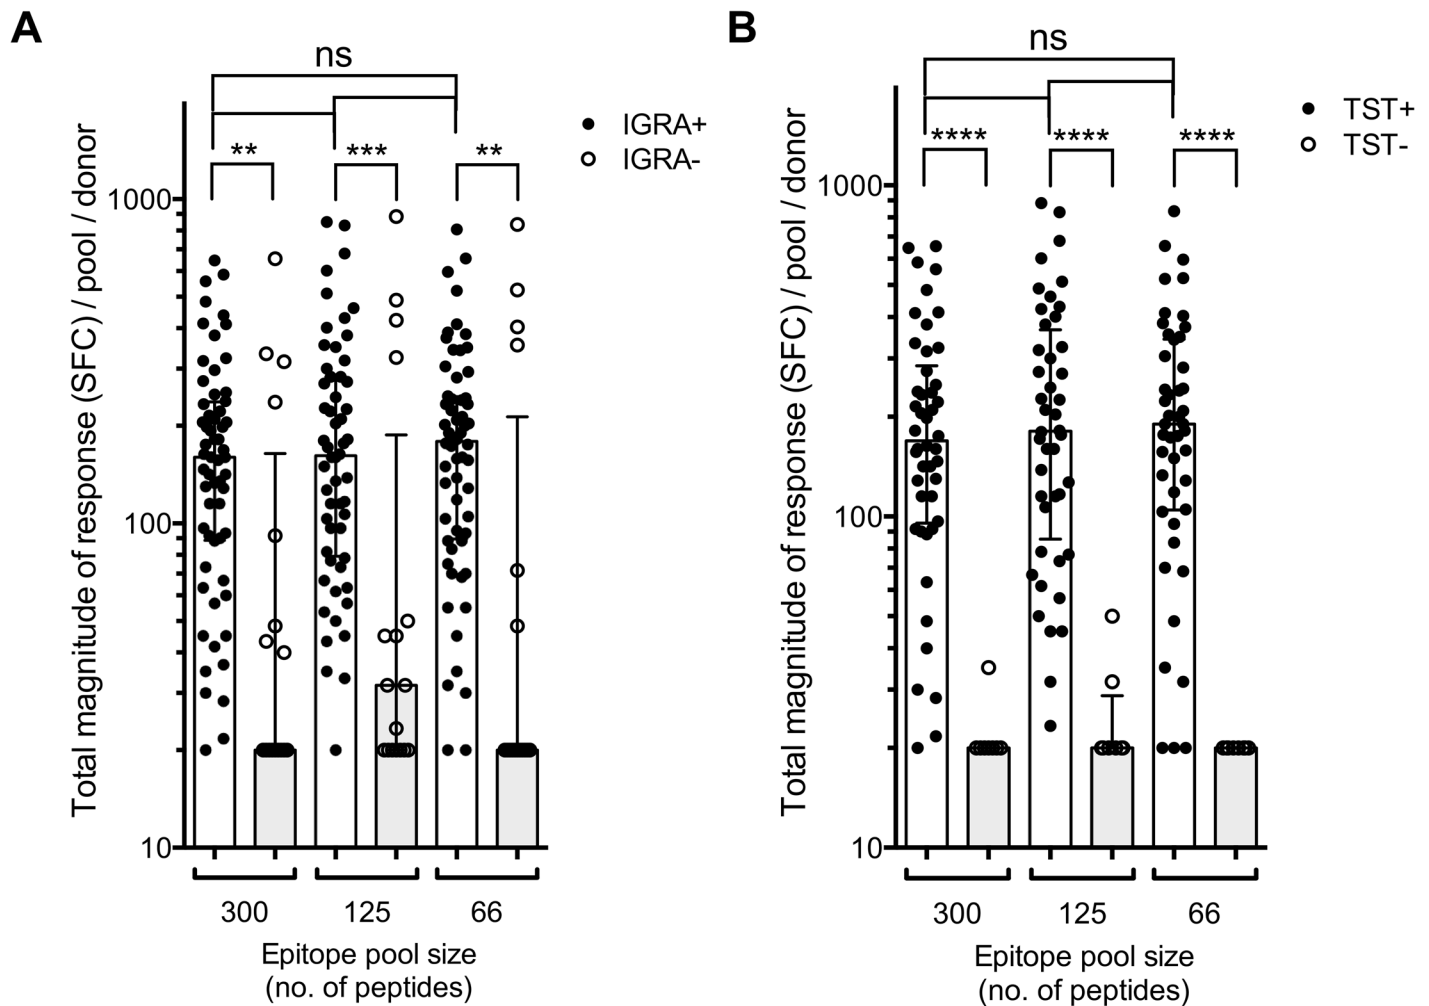 A
ns
** *** **
IGRA+
IGRA-
1000
100
10
Total magnitude of response (SFC) / pool / donor
300 125 66
Epitope pool size
(no. of peptides)
B
ns
**** **** ****
TST+
TST-
1000
100
10
Total magnitude of response (SFC) / pool / donor
300 125 66
Epitope pool size
(no. of peptides)